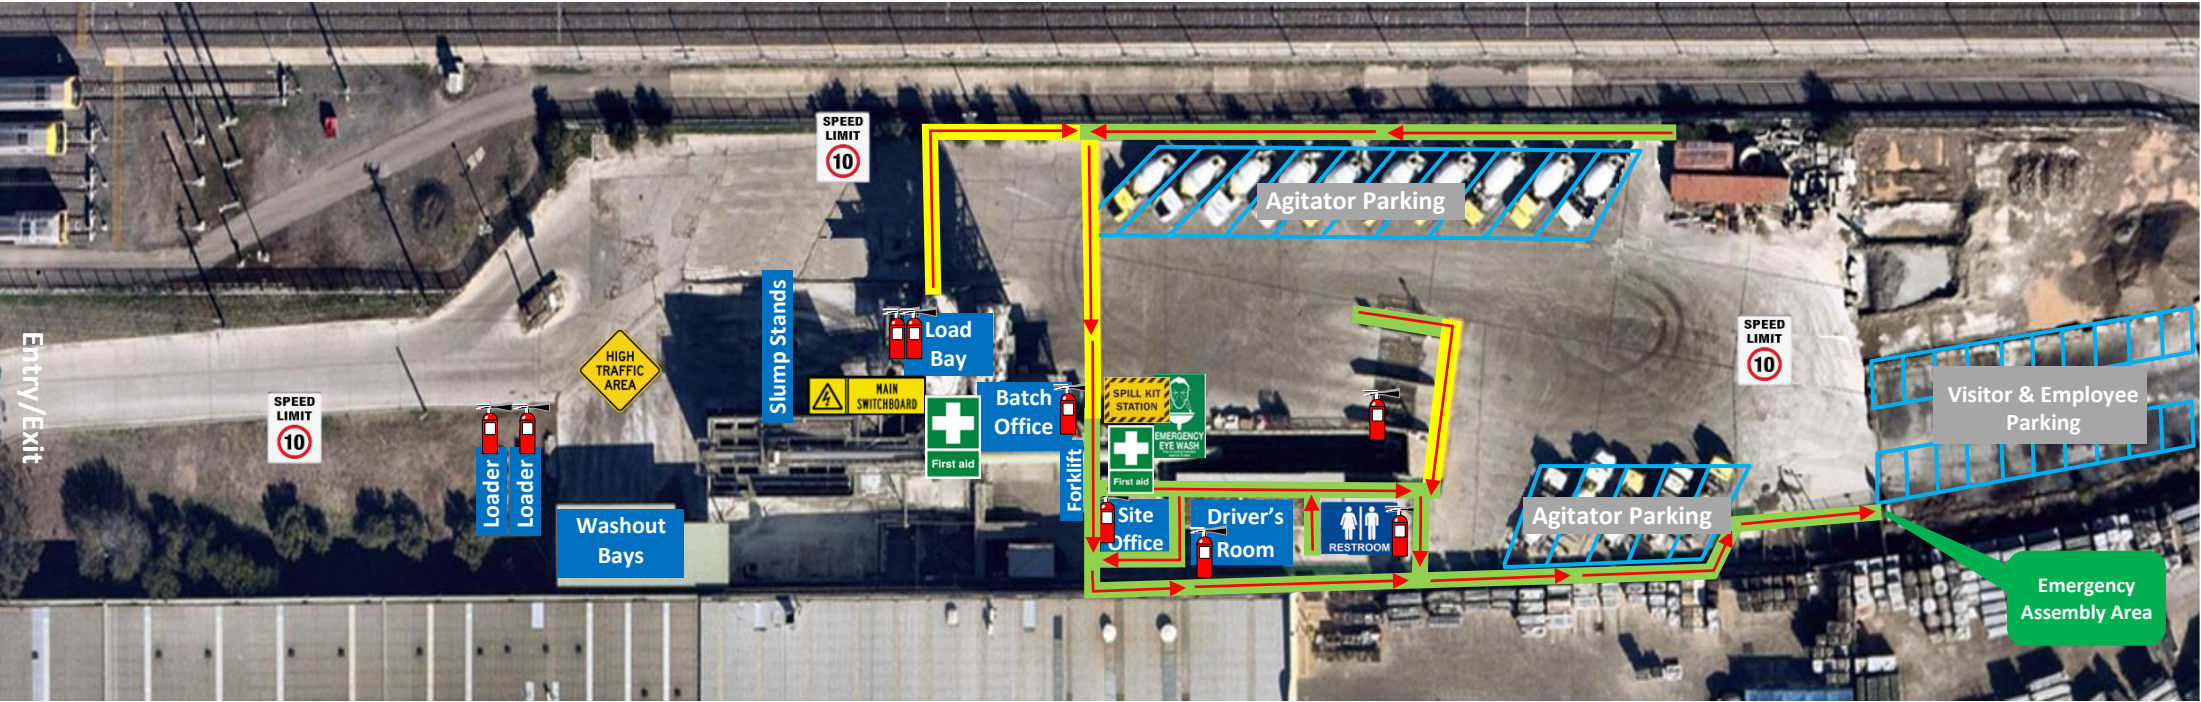 SPEED
LIMIT
10
Agitator Parking
Slump Stands
Load
Bay
Entry/Exit
HIGH
TRAFFIC
AREA
SPEED
LIMIT
10
MAIN
SWITCHBOARD
Batch
Office
SPILL KIT
STATION
EMERGENCY
EYE WASH
SPEED
LIMIT
10
Visitor & Employee
Parking
First aid
First aid
Loader
Loader
Forklift
Washout
Bays
Site
Office
Driver's
Room
RESTROOM
Agitator Parking
Emergency
Assembly Area